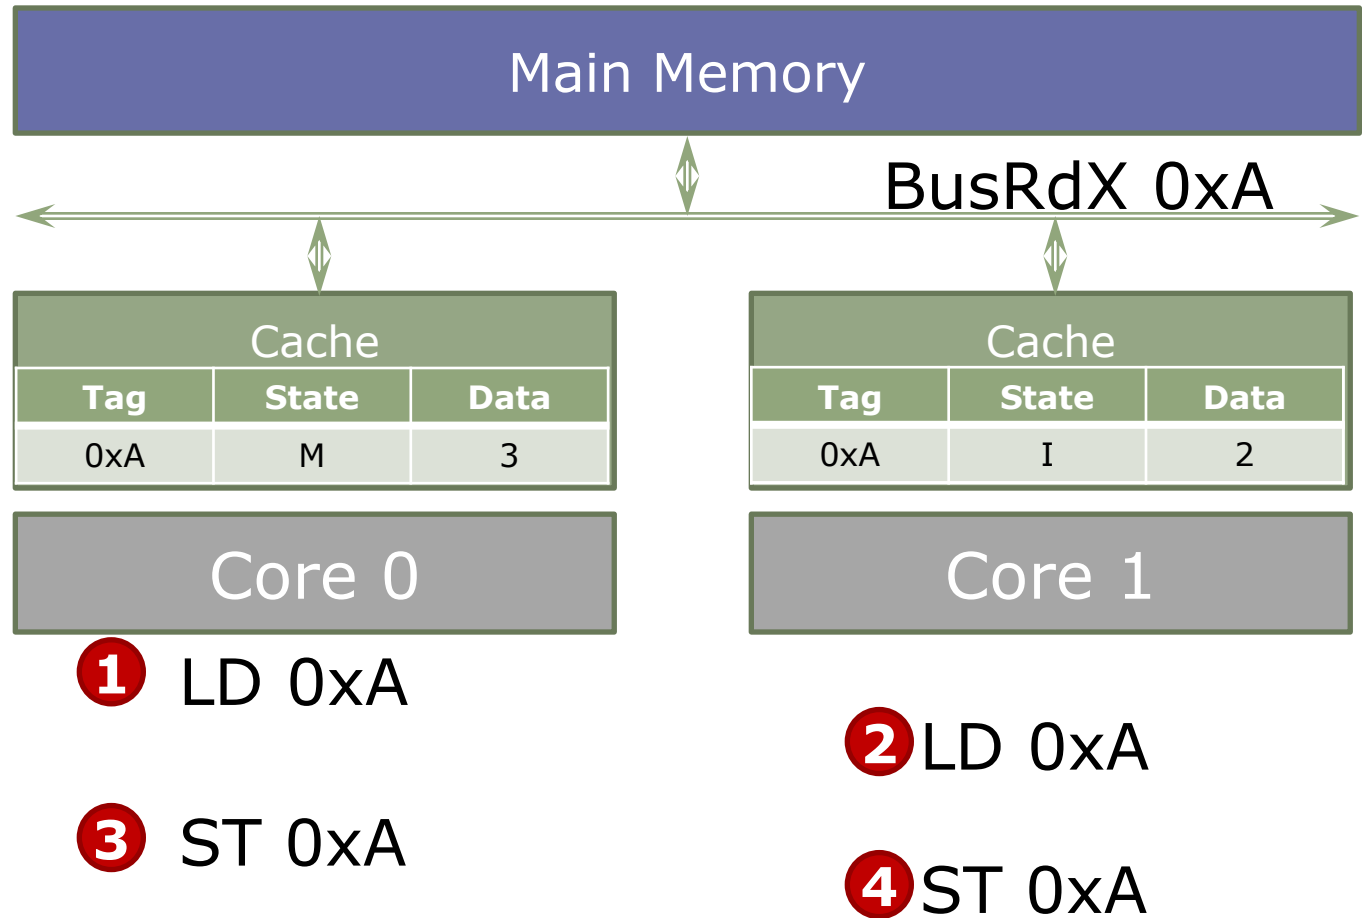 Main Memory
BusRdX 0xA
Cache
Tag State Data
0xA M 3
Cache
Tag State Data
0xA I 2
Core 0
Core 1
1 LD 0xA
2 LD 0xA
3 ST 0xA
4 ST 0xA